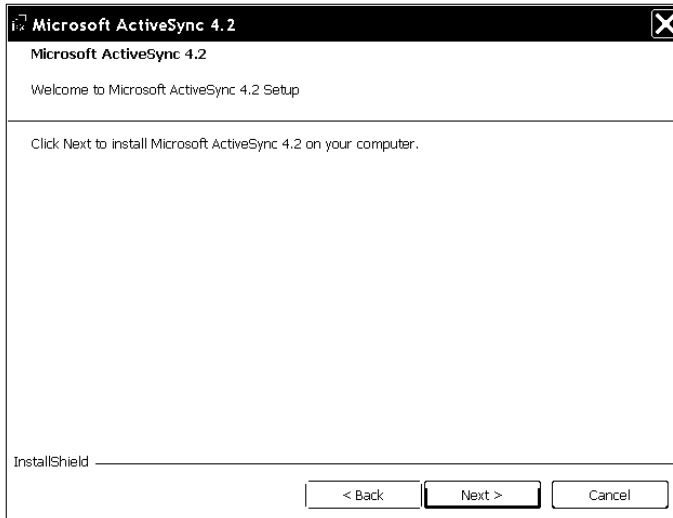 Microsoft ActiveSync 4.2
Microsoft ActiveSync 4.2
Welcome to Microsoft ActiveSync 4.2 Setup
Click Next to install Microsoft ActiveSync 4.2 on your computer.
InstallShield
< Back Next > Cancel